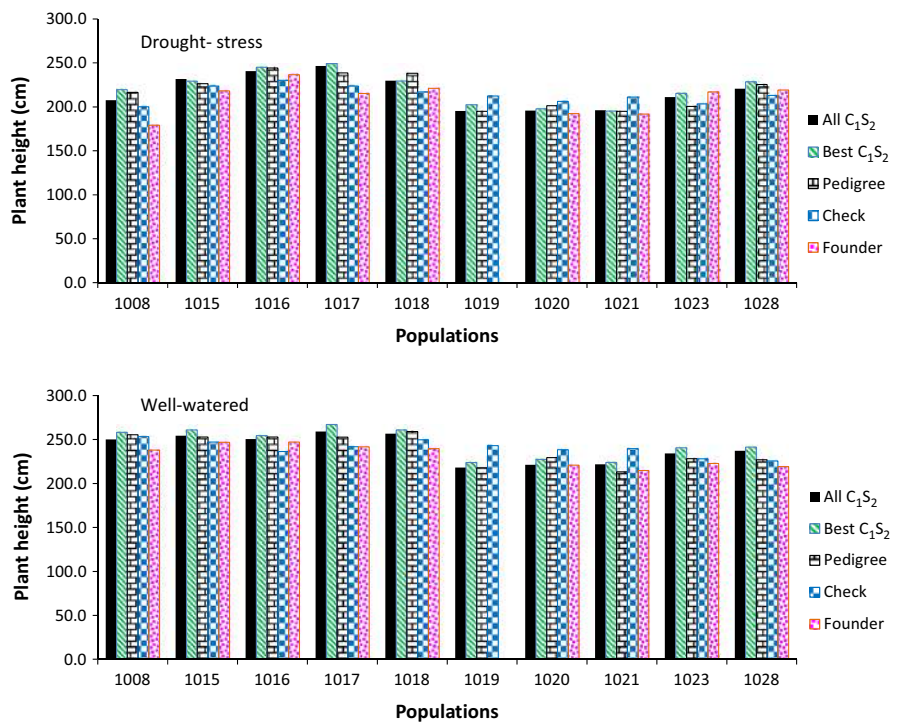 300.0
250.0
200.0
150.0
100.0
50.0
0.0
Plant height (cm)
Drought- stress
1008 1015 1016 1017 1018 1019 1020 1021 1023 1028
Populations
All C₁S₂
Best C₁S₂
Pedigree
Check
Founder
300.0
250.0
200.0
150.0
100.0
50.0
0.0
Plant height (cm)
Well-watered
1008 1015 1016 1017 1018 1019 1020 1021 1023 1028
Populations
All C₁S₂
Best C₁S₂
Pedigree
Check
Founder